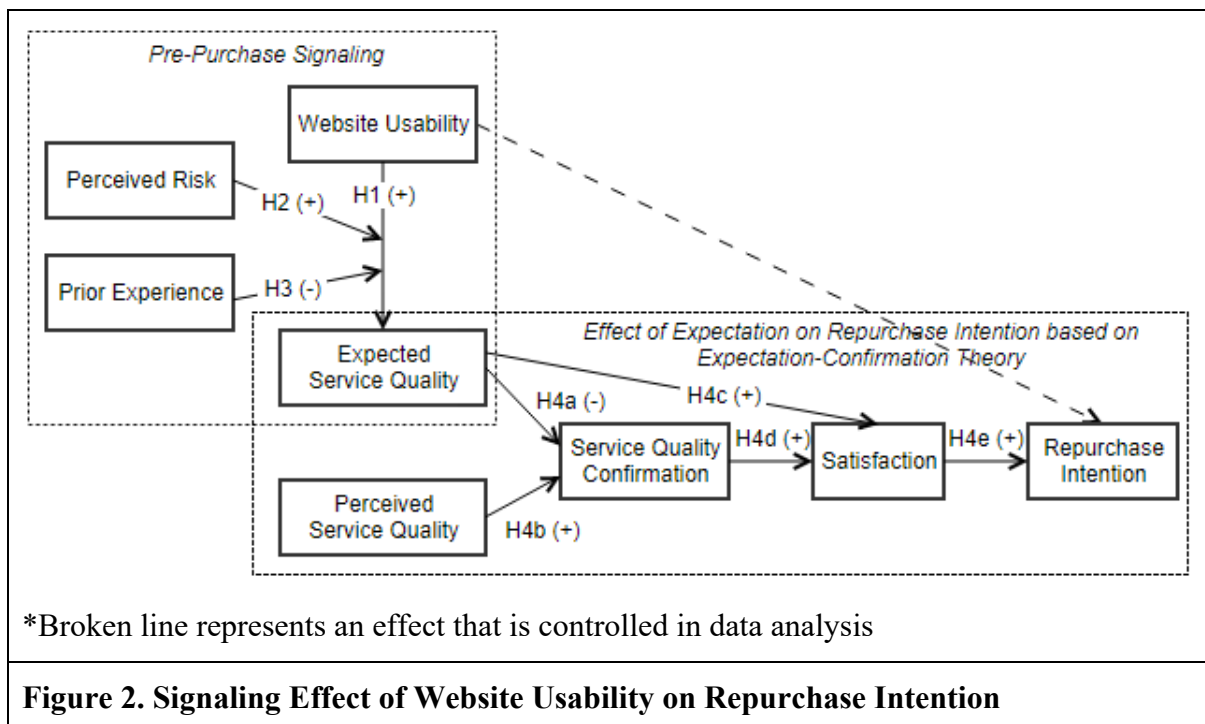 Pre-Purchase Signaling
Website Usability
Perceived Risk
H2 (+)
H1 (+)
Prior Experience
H3 (-)
Effect of Expectation on Repurchase Intention based on
Expectation-Confirmation Theory
Expected
Service Quality
H4a (-)
H4c (+)
Service Quality
Confirmation
H4d (+)
Satisfaction
H4e (+)
Repurchase
Intention
Perceived
Service Quality
H4b (+)
*Broken line represents an effect that is controlled in data analysis
Figure 2. Signaling Effect of Website Usability on Repurchase Intention